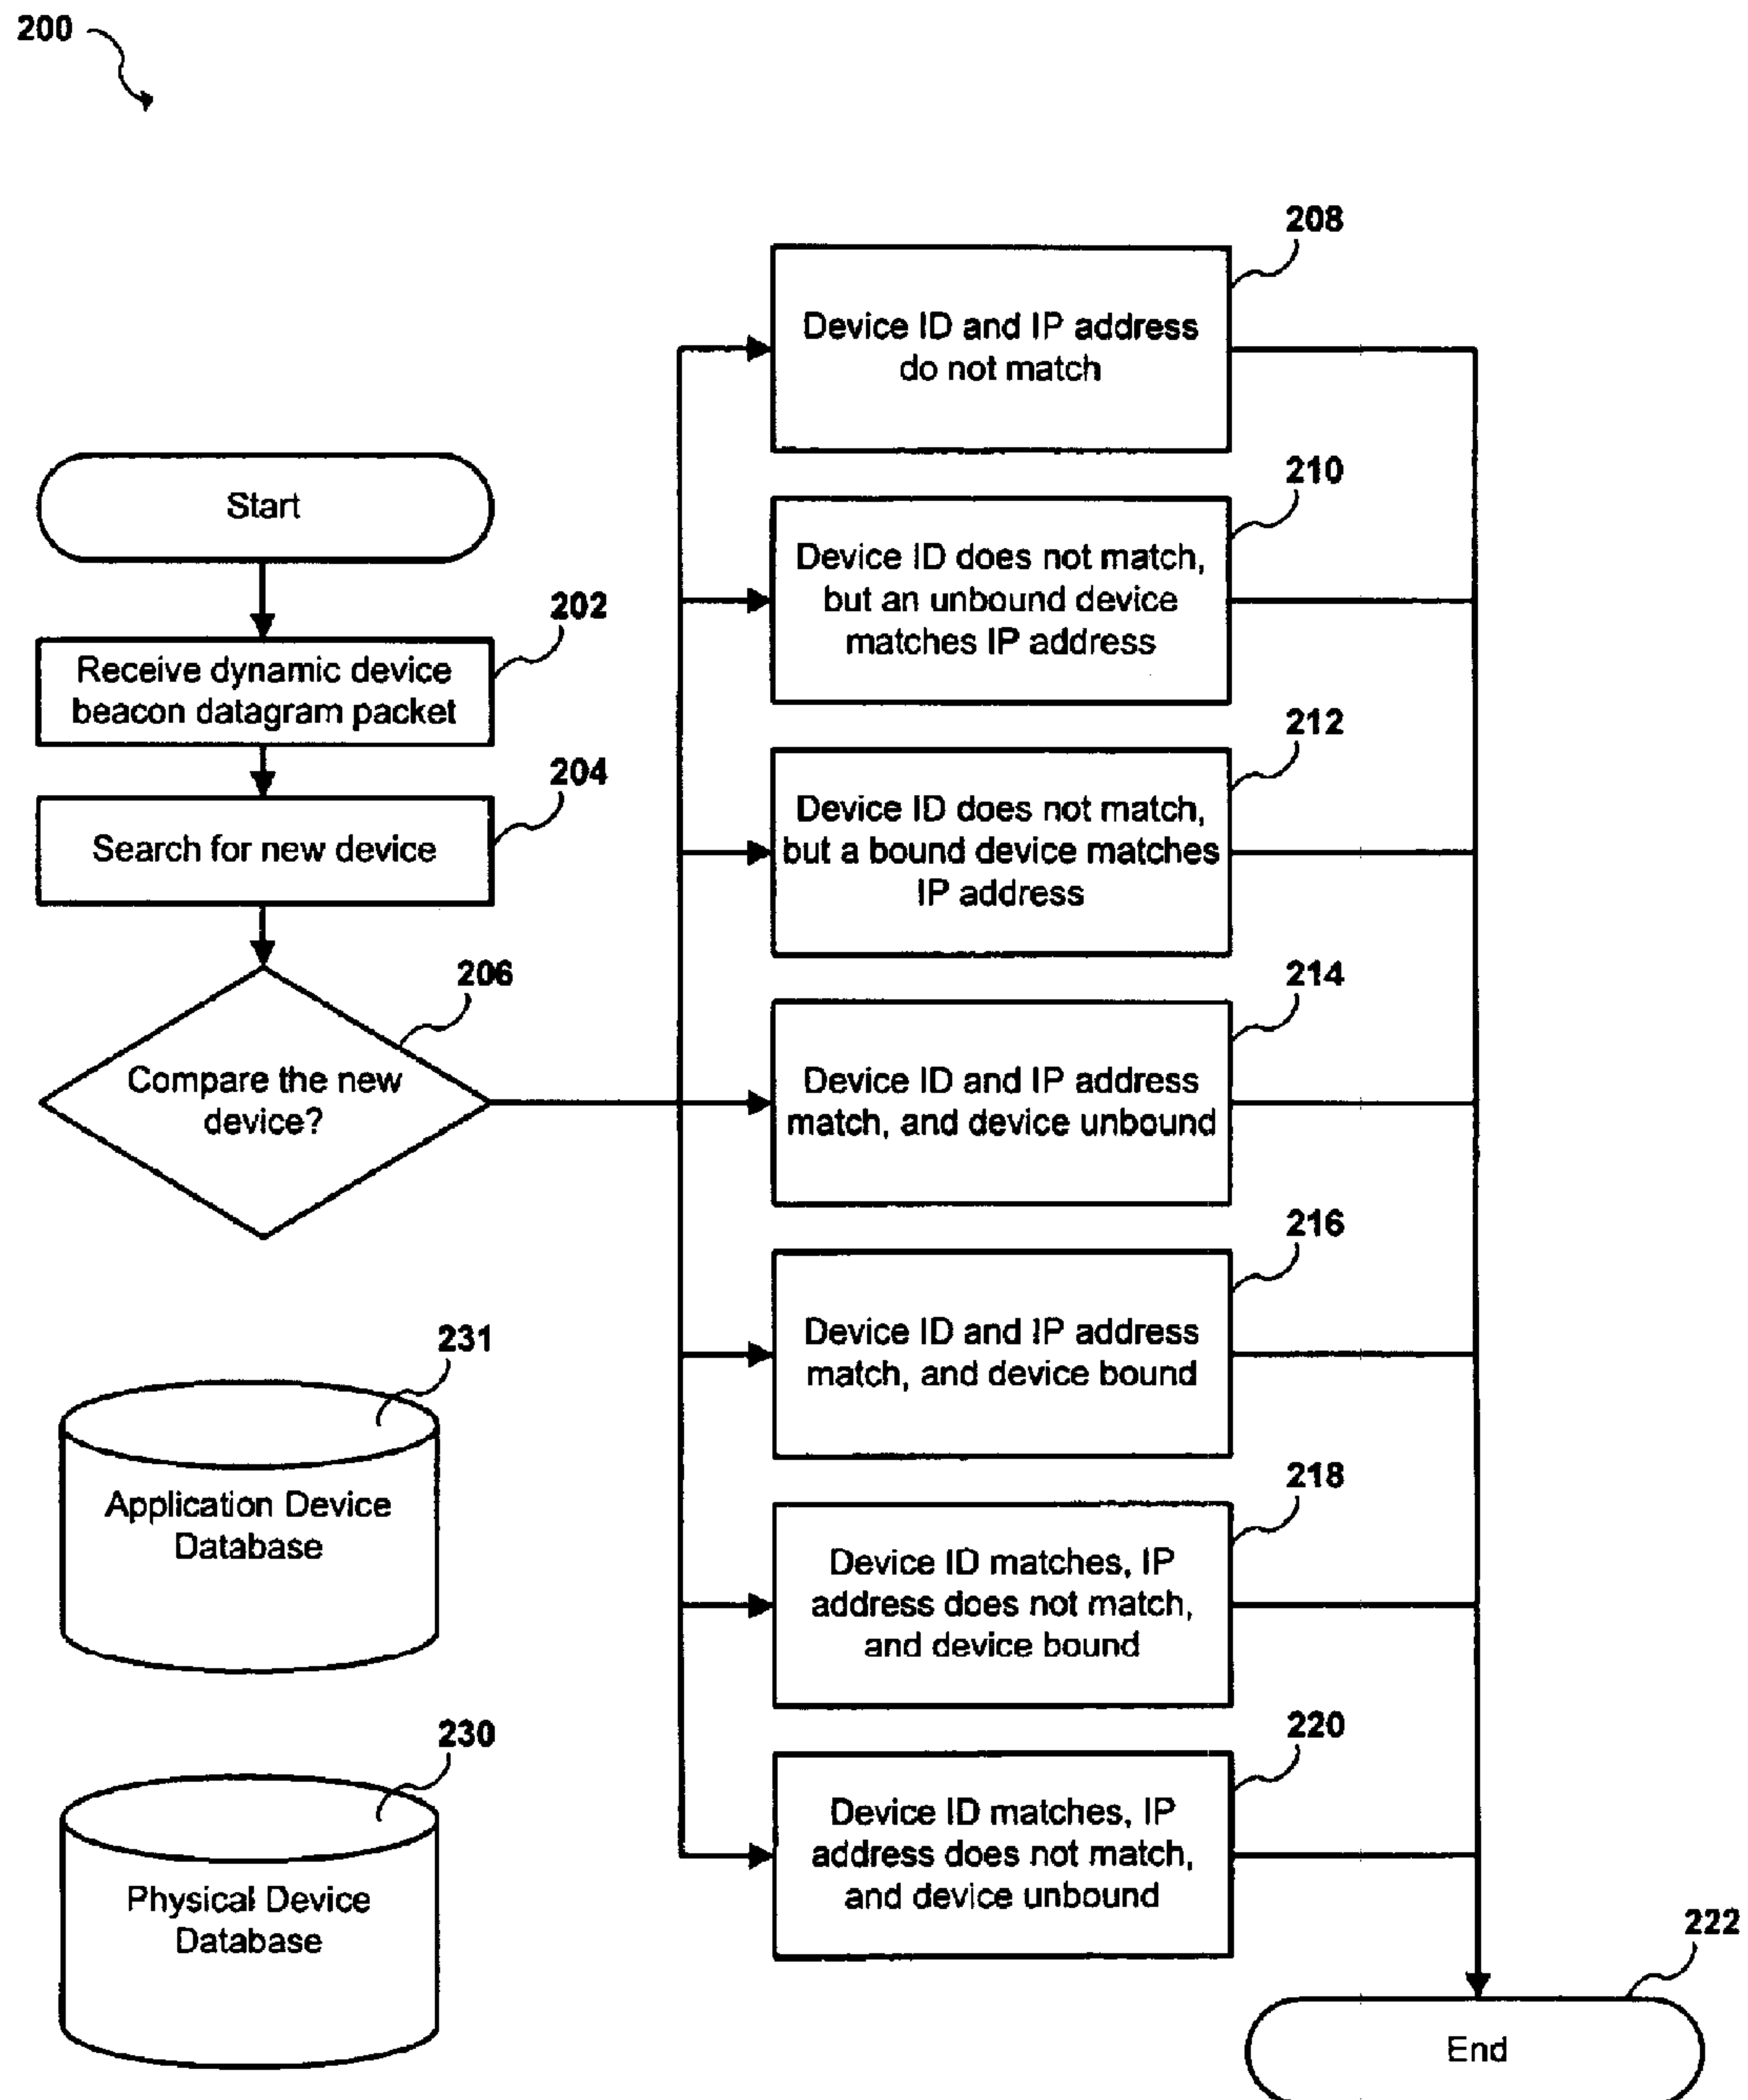 200
208
Device ID and IP address
do not match
210
Device ID does not match,
but an unbound device
matches IP address
Start
202
Receive dynamic device
beacon datagram packet
212
Device ID does not match,
but a bound device matches
IP address
204
Search for new device
206
Compare the new
device?
214
Device ID and IP address
match, and device unbound
216
Device ID and IP address
match, and device bound
231
Application Device
Database
218
Device ID matches, IP
address does not match,
and device bound
230
Physical Device
Database
220
Device ID matches, IP
address does not match,
and device unbound
222
End